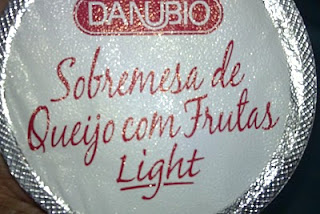 DANUBIO
Sobremesa de
Queijo com Frutas
Light